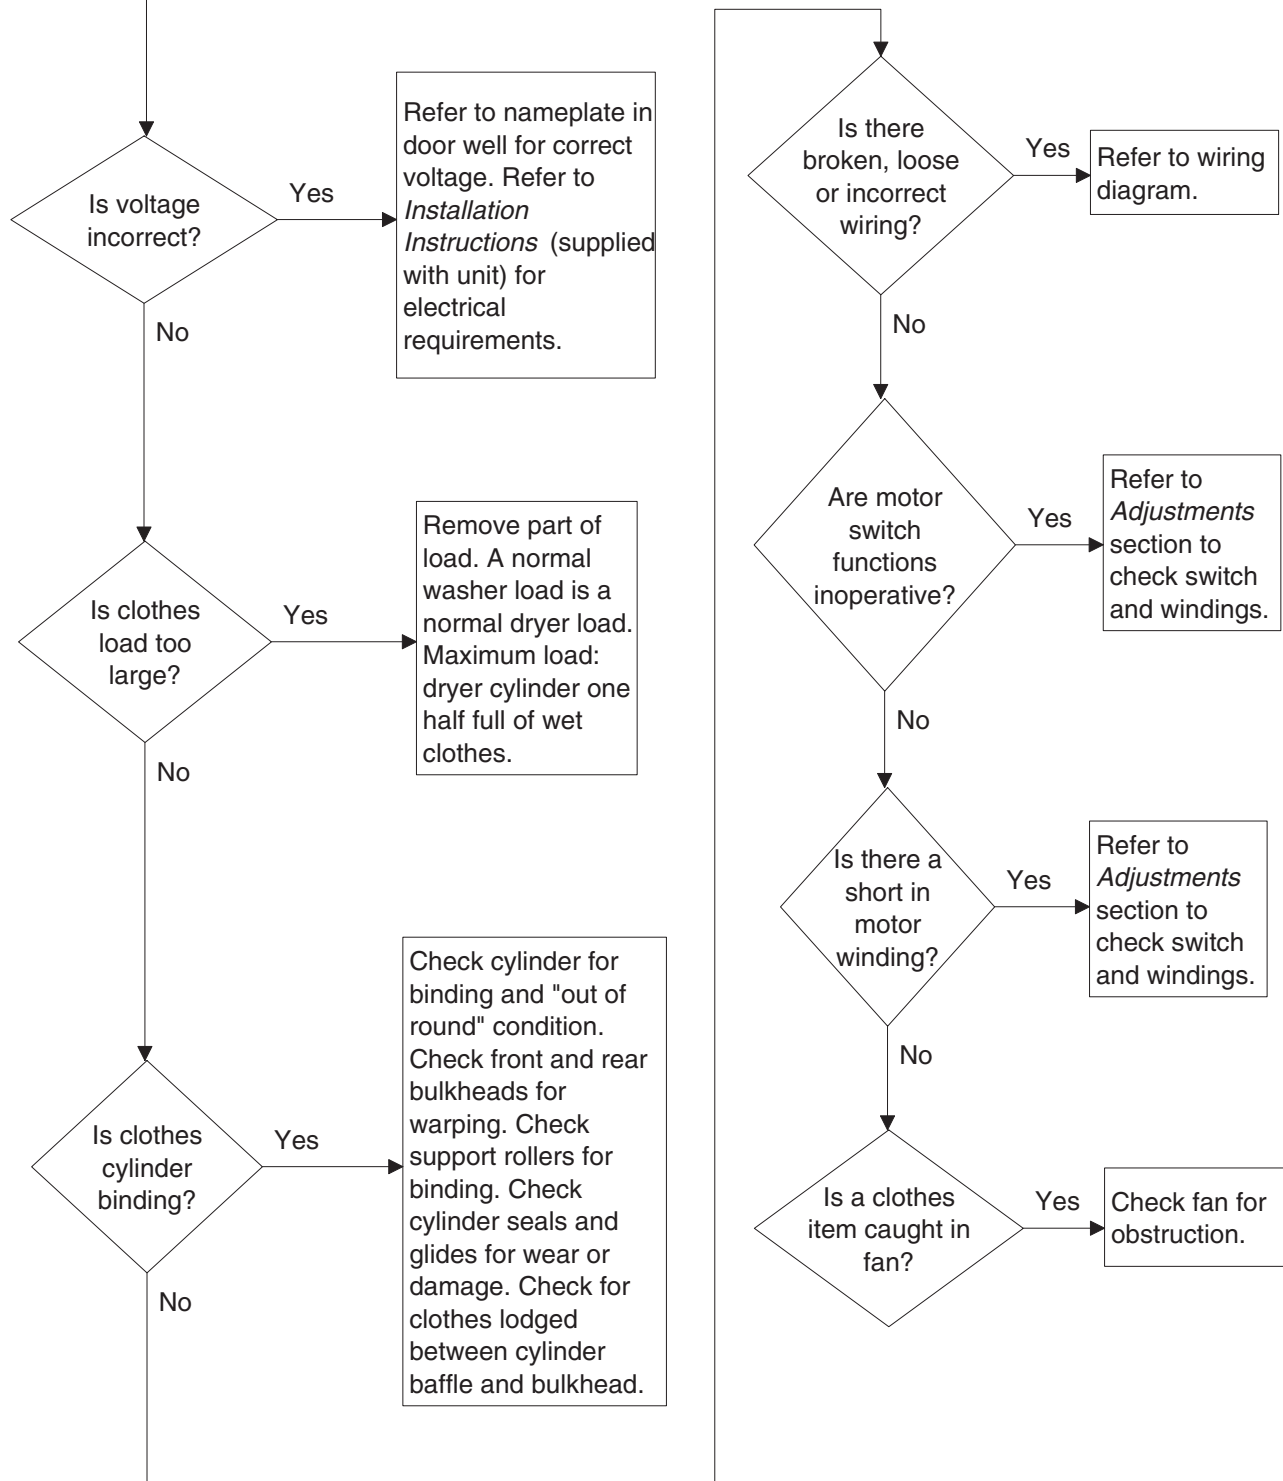 Is voltage
incorrect?
Yes
Refer to nameplate in
door well for correct
voltage. Refer to
Installation
Instructions (supplied
with unit) for
electrical
requirements.
No
Is clothes
load too
large?
Yes
Remove part of
load. A normal
washer load is a
normal dryer load.
Maximum load:
dryer cylinder one
half full of wet
clothes.
No
Is clothes
cylinder
binding?
Yes
Check cylinder for
binding and "out of
round" condition.
Check front and rear
bulkheads for
warping. Check
support rollers for
binding. Check
cylinder seals and
glides for wear or
damage. Check for
clothes lodged
between cylinder
baffle and bulkhead.
No
Is there
broken, loose
or incorrect
wiring?
Yes
Refer to wiring
diagram.
No
Are motor
switch
functions
inoperative?
Yes
Refer to
Adjustments
section to
check switch
and windings.
No
Is there a
short in
motor
winding?
Yes
Refer to
Adjustments
section to
check switch
and windings.
No
Is a clothes
item caught in
fan?
Yes
Check fan for
obstruction.